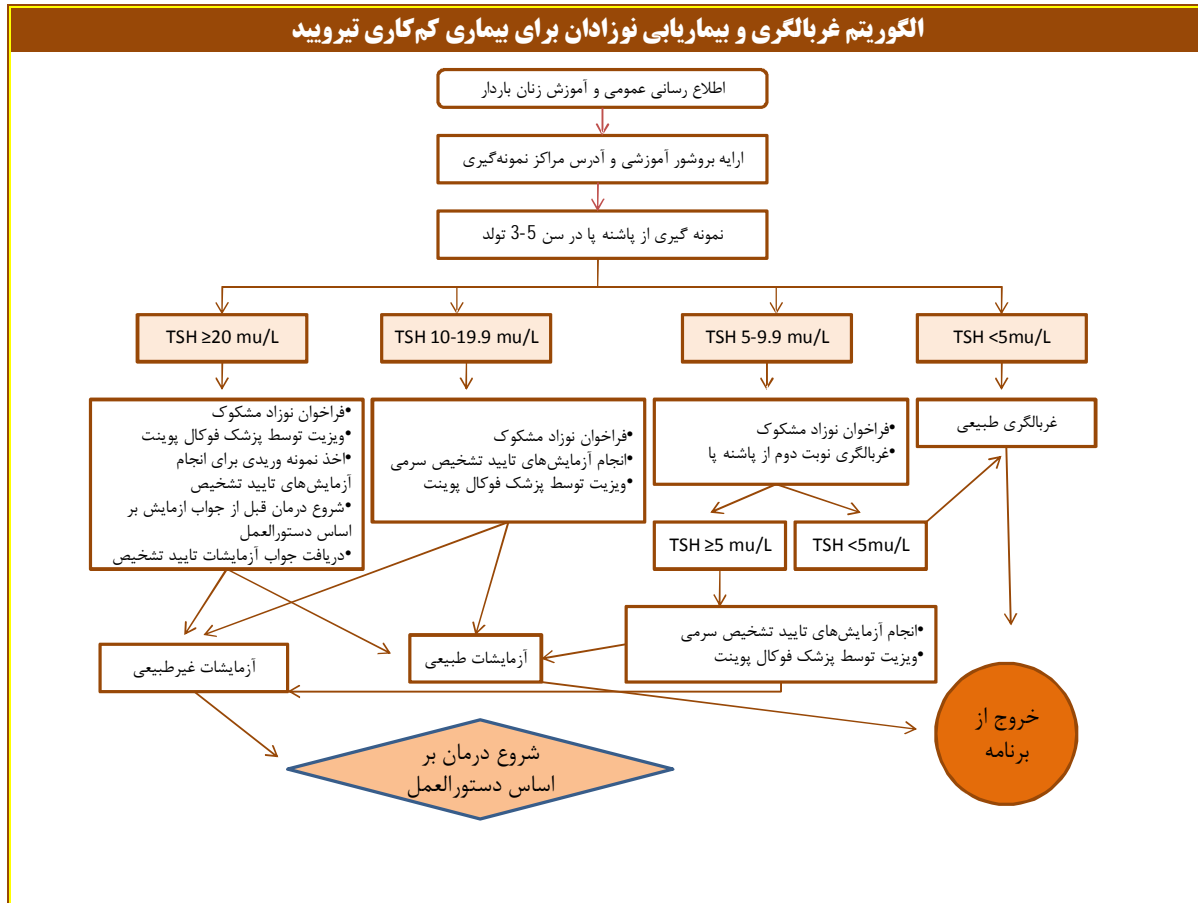 الگوریتم غربالگری و بیماریابی نوزادان برای بیماری کم‌کاری تیرویید
اطلاع رسانی عمومی و آموزش زنان باردار
ارایه بروشور آموزشی و آدرس مراکز نمونه‌گیری
نمونه گیری از پاشنه پا در سن 5-3 تولد
TSH <5mu/L
TSH 5-9.9 mu/L
TSH 10-19.9 mu/L
TSH ≥20 mu/L
غربالگری طبیعی
•فراخوان نوزاد مشکوک
•غربالگری نوبت دوم از پاشنه پا
•فراخوان نوزاد مشکوک
•انجام آزمایش‌های تایید تشخیص سرمی
•ویزیت توسط پزشک فوکال پوینت
•فراخوان نوزاد مشکوک
•ویزیت توسط پزشک فوکال پوینت
•اخذ نمونه وریدی برای انجام
آزمایش‌های تایید تشخیص
•شروع درمان قبل از جواب ازمایش بر
اساس دستورالعمل
•دریافت جواب آزمایشات تایید تشخیص
TSH <5mu/L
TSH ≥5 mu/L
•انجام آزمایش‌های تایید تشخیص سرمی
•ویزیت توسط پزشک فوکال پوینت
آزمایشات طبیعی
آزمایشات غیرطبیعی
خروج از
برنامه
شروع درمان بر
اساس دستورالعمل